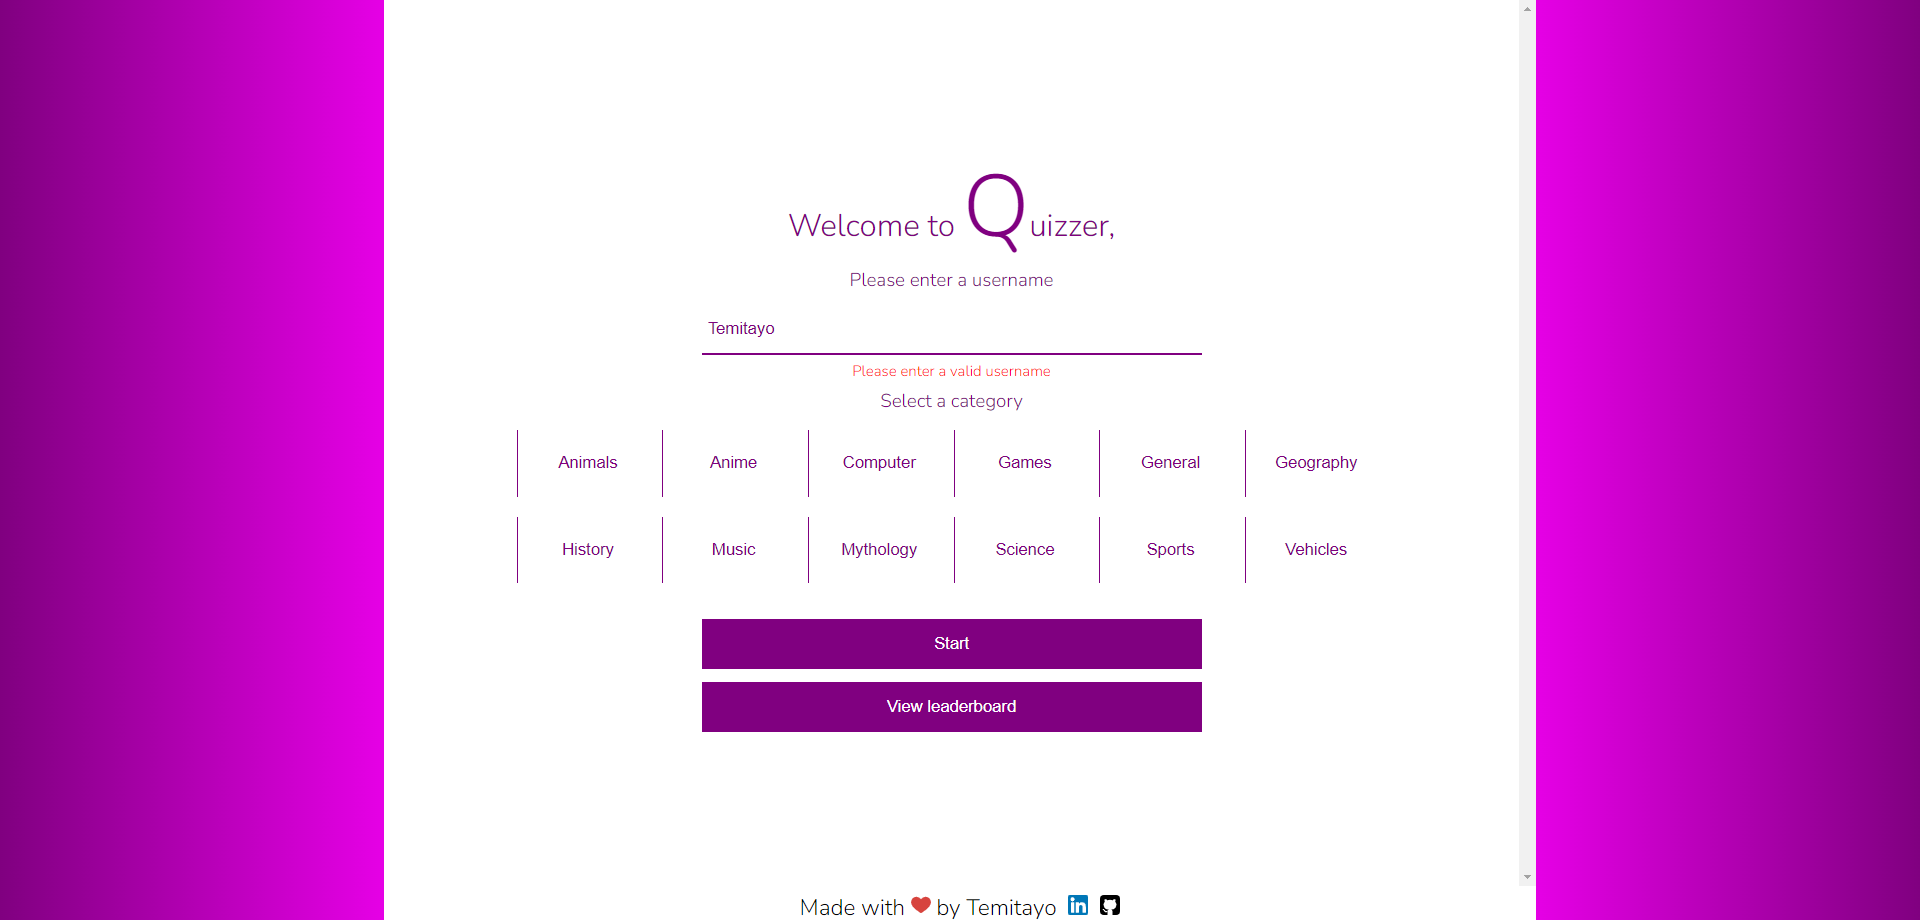 Welcome to Quizzer,
Please enter a username
Temitayo
Please enter a valid username
Select a category
Animals Anime Computer Games General Geography
History Music Mythology Science Sports Vehicles
Start
View leaderboard
Made with ❤ by Temitayo in